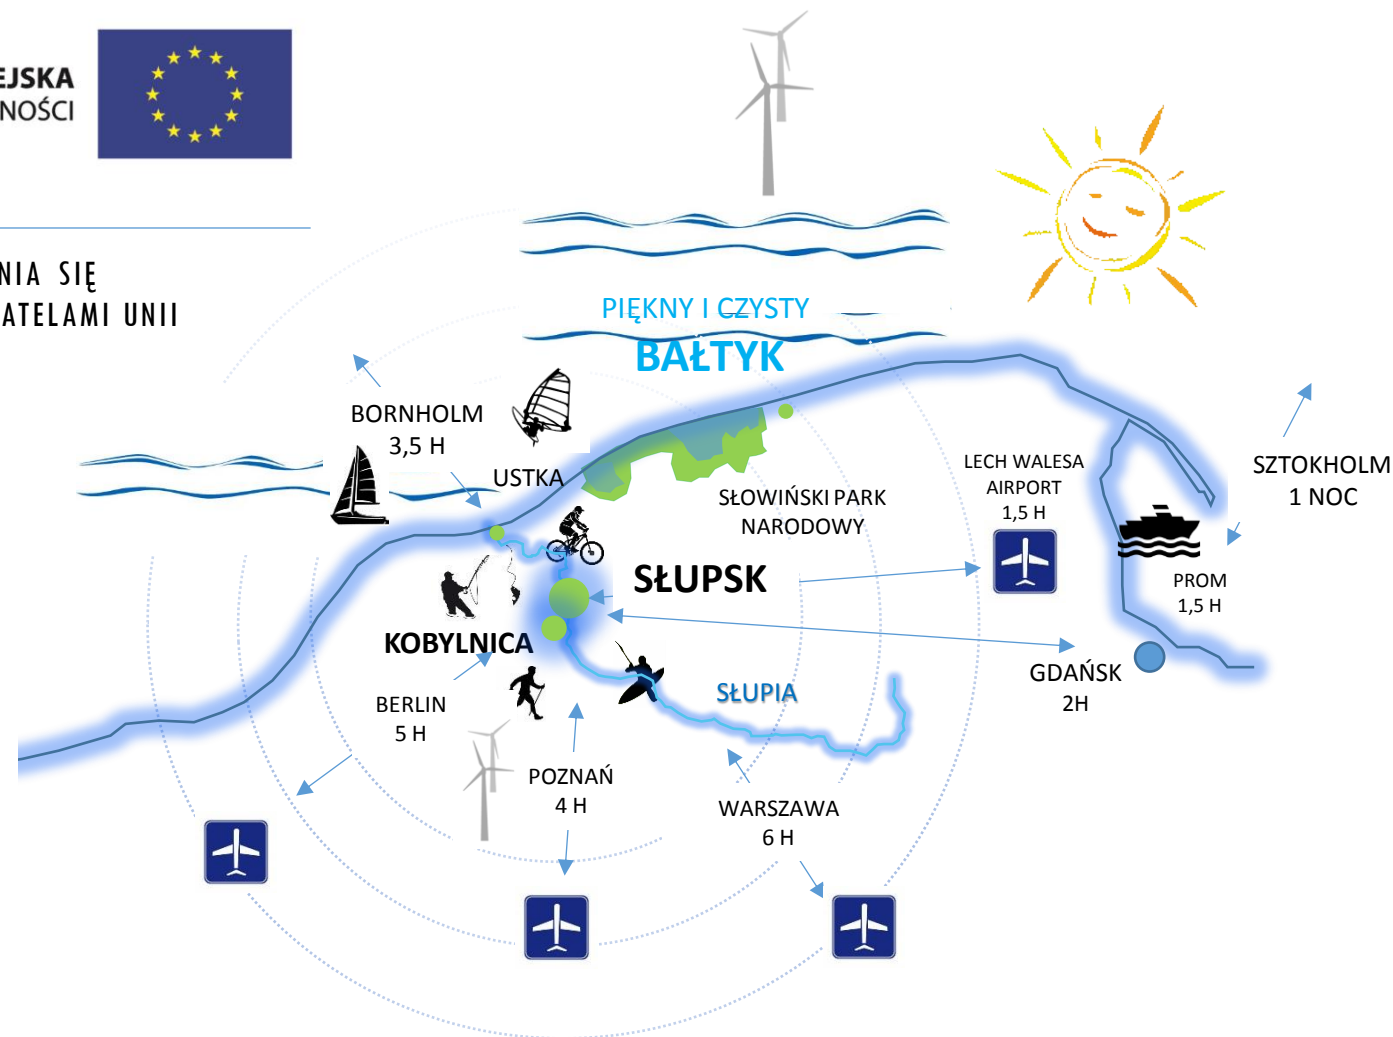 EJSKA
NOŚCI
NIA SIĘ
ATELAMI UNII
PIĘKNY I CZYSTY
BAŁTYK
BORNHOLM
3,5 H
USTKA
SŁOWIŃSKI PARK
NARODOWY
LECH WALESA
AIRPORT
1,5 H
SZTOKHOLM
1 NOC
PROM
1,5 H
SŁUPSK
KOBYLNICA
GDAŃSK
2H
SŁUPIA
BERLIN
5 H
POZNAŃ
4 H
WARSZAWA
6 H